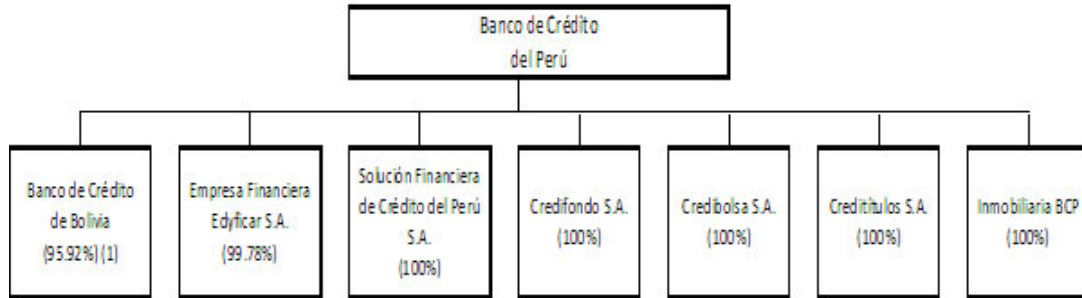 Banco de Crédito
del Perú
Banco de Crédito
de Bolivia
(95.92%) (1)
Empresa Financiera
Edyficar S.A.
(99.78%)
Solución Financiera
de Crédito del Perú
S.A.
(100%)
Credifondo S.A.
(100%)
Credibolsa S.A.
(100%)
Creditítulos S.A.
(100%)
Inmobiliaria BCP
(100%)